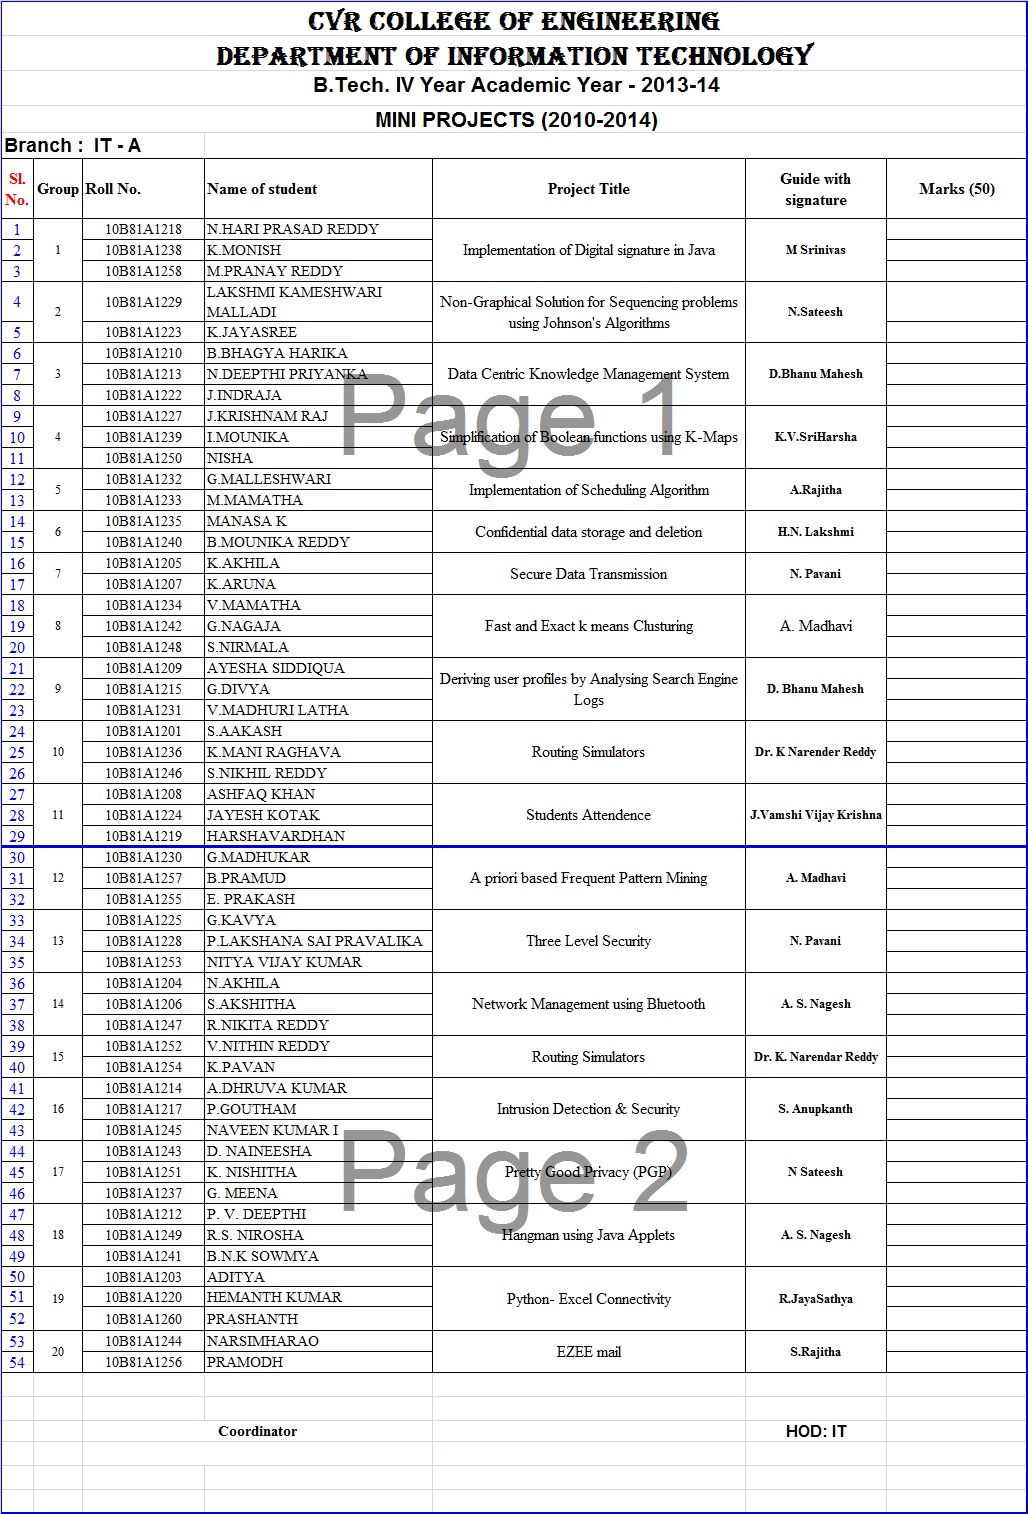 CVR COLLEGE OF ENGINEERING
DEPARTMENT OF INFORMATION TECHNOLOGY
B.Tech. IV Year Academic Year - 2013-14
MINI PROJECTS (2010-2014)
Branch : IT - A
Sl. No. Group Roll No. Name of student Project Title Guide with signature Marks (50)
1 1 10B81A1218 N.HARI PRASAD REDDY Implementation of Digital signature in Java M Srinivas
2 10B81A1238 K.MONISH
3 10B81A1258 M.PRANAY REDDY
4 2 10B81A1229 LAKSHMI KAMESHWARI MALLADI Non-Graphical Solution for Sequencing problems using Johnson's Algorithms N.Sateesh
5 10B81A1223 K.JAYASREE
6 3 10B81A1210 B.BHAGYA HARIKA Data Centric Knowledge Management System D.Bhanu Mahesh
7 10B81A1213 N.DEEPTHI PRIYANKA
8 10B81A1222 J.INDRAJA
Page 1
9 4 10B81A1227 J.KRISHNAM RAJ Simplification of Boolean functions using K-Maps K.V.SriHarsha
10 10B81A1239 I.MOUNIKA
11 10B81A1250 NISHA
12 5 10B81A1232 G.MALLESHWARI Implementation of Scheduling Algorithm A.Rajitha
13 10B81A1233 M.MAMATHA
14 6 10B81A1235 MANASA K Confidential data storage and deletion H.N. Lakshmi
15 10B81A1240 B.MOUNIKA REDDY
16 7 10B81A1205 K.AKHILA Secure Data Transmission N. Pavani
17 10B81A1207 K.ARUNA
18 8 10B81A1234 V.MAMATHA Fast and Exact k means Clusturing A. Madhavi
19 10B81A1242 G.NAGAJA
20 10B81A1248 S.NIRMALA
21 9 10B81A1209 AYESHA SIDDIQUA Deriving user profiles by Analysing Search Engine Logs D. Bhanu Mahesh
22 10B81A1215 G.DIVYA
23 10B81A1231 V.MADHURI LATHA
24 10 10B81A1201 S.AAKASH Routing Simulators Dr. K Narender Reddy
25 10B81A1236 K.MANI RAGHAVA
26 10B81A1246 S.NIKHIL REDDY
27 11 10B81A1208 ASHFAQ KHAN Students Attendence J.Vamshi Vijay Krishna
28 10B81A1224 JAYESH KOTAK
29 10B81A1219 HARSHAVARDHAN
30 12 10B81A1230 G.MADHUKAR A priori based Frequent Pattern Mining A. Madhavi
31 10B81A1257 B.PRAMUD
32 10B81A1255 E. PRAKASH
33 13 10B81A1225 G.KAVYA Three Level Security N. Pavani
34 10B81A1228 P.LAKSHANA SAI PRAVALIKA
35 10B81A1253 NITYA VIJAY KUMAR
36 14 10B81A1204 N.AKHILA Network Management using Bluetooth A. S. Nagesh
37 10B81A1206 S.AKSHITHA
38 10B81A1247 R.NIKITA REDDY
39 15 10B81A1252 V.NITHIN REDDY Routing Simulators Dr. K. Narendar Reddy
40 10B81A1254 K.PAVAN
41 16 10B81A1214 A.DHRUVA KUMAR Intrusion Detection & Security S. Anupkanth
42 10B81A1217 P.GOUTHAM
43 10B81A1245 NAVEEN KUMAR I
Page 2
44 17 10B81A1243 D. NAINEESHA Pretty Good Privacy (PGP) N Sateesh
45 10B81A1251 K. NISHITHA
46 10B81A1237 G. MEENA
47 18 10B81A1212 P. V. DEEPTHI Hangman using Java Applets A. S. Nagesh
48 10B81A1249 R.S. NIROSHA
49 10B81A1241 B.N.K SOWMYA
50 19 10B81A1203 ADITYA Python- Excel Connectivity R.JayaSathya
51 10B81A1220 HEMANTH KUMAR
52 10B81A1260 PRASHANTH
53 20 10B81A1244 NARSIMHARAO EZEE mail S.Rajitha
54 10B81A1256 PRAMODH
Coordinator HOD: IT